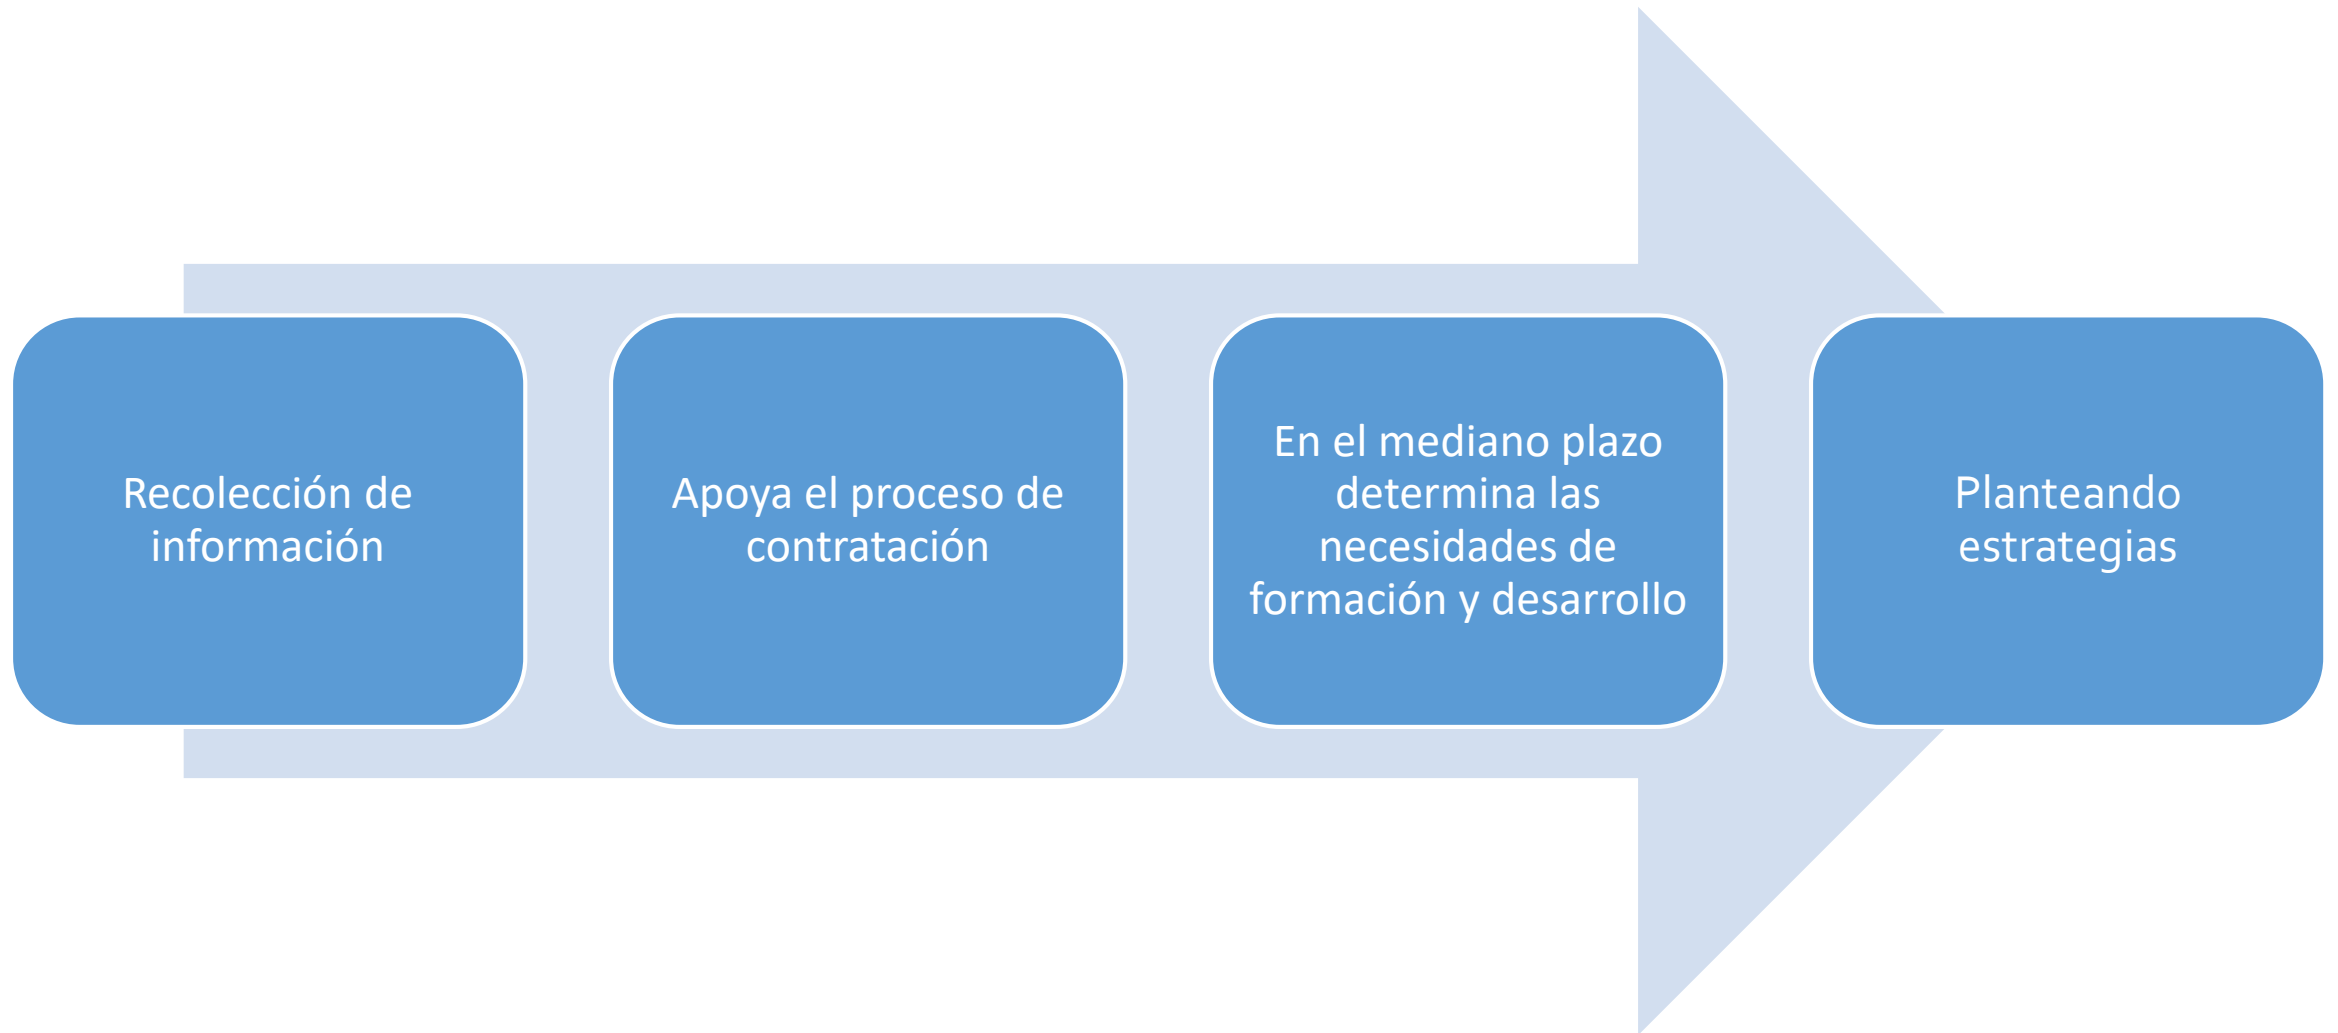 Recolección de
información
Apoya el proceso de
contratación
En el mediano plazo
determina las
necesidades de
formación y desarrollo
Planteando
estrategias